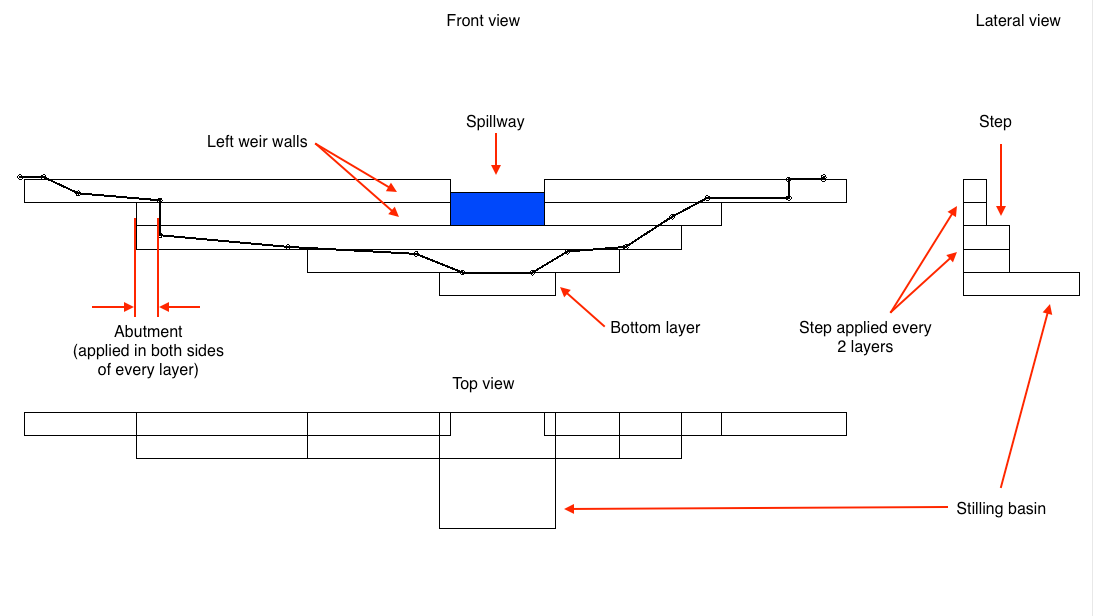 Front view
Lateral view
Spillway
Step
Left weir walls
Abutment
(applied in both sides
of every layer)
Bottom layer
Step applied every
2 layers
Top view
Stilling basin